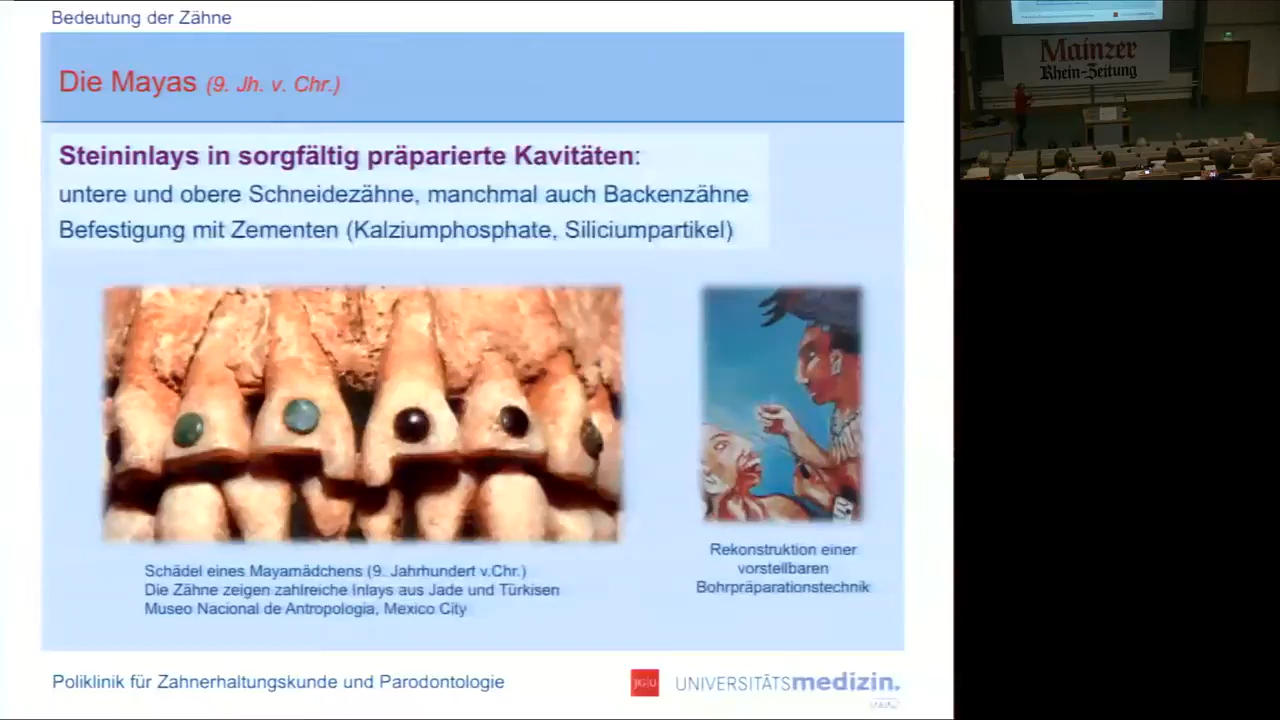 Bedeutung der Zähne
Die Mayas (9. Jh. v. Chr.)
Steininlays in sorgfältig präparierte Kavitäten:
untere und obere Schneidezähne, manchmal auch Backenzähne
Befestigung mit Zementen (Kalziumphosphate, Siliciumpartikel)
Schädel eines Mayamädchens (9. Jahrhundert v.Chr.)
Die Zähne zeigen zahlreiche Inlays aus Jade und Türkisen
Museo Nacional de Antropologia, Mexico City
Rekonstruktion einer
vorstellbaren
Bohrpräparationstechnik
Poliklinik für Zahnerhaltungskunde und Parodontologie
JG|U
UNIVERSITÄTSmedizin.
MAINZ
Mainzer
Rhein-Zeitung